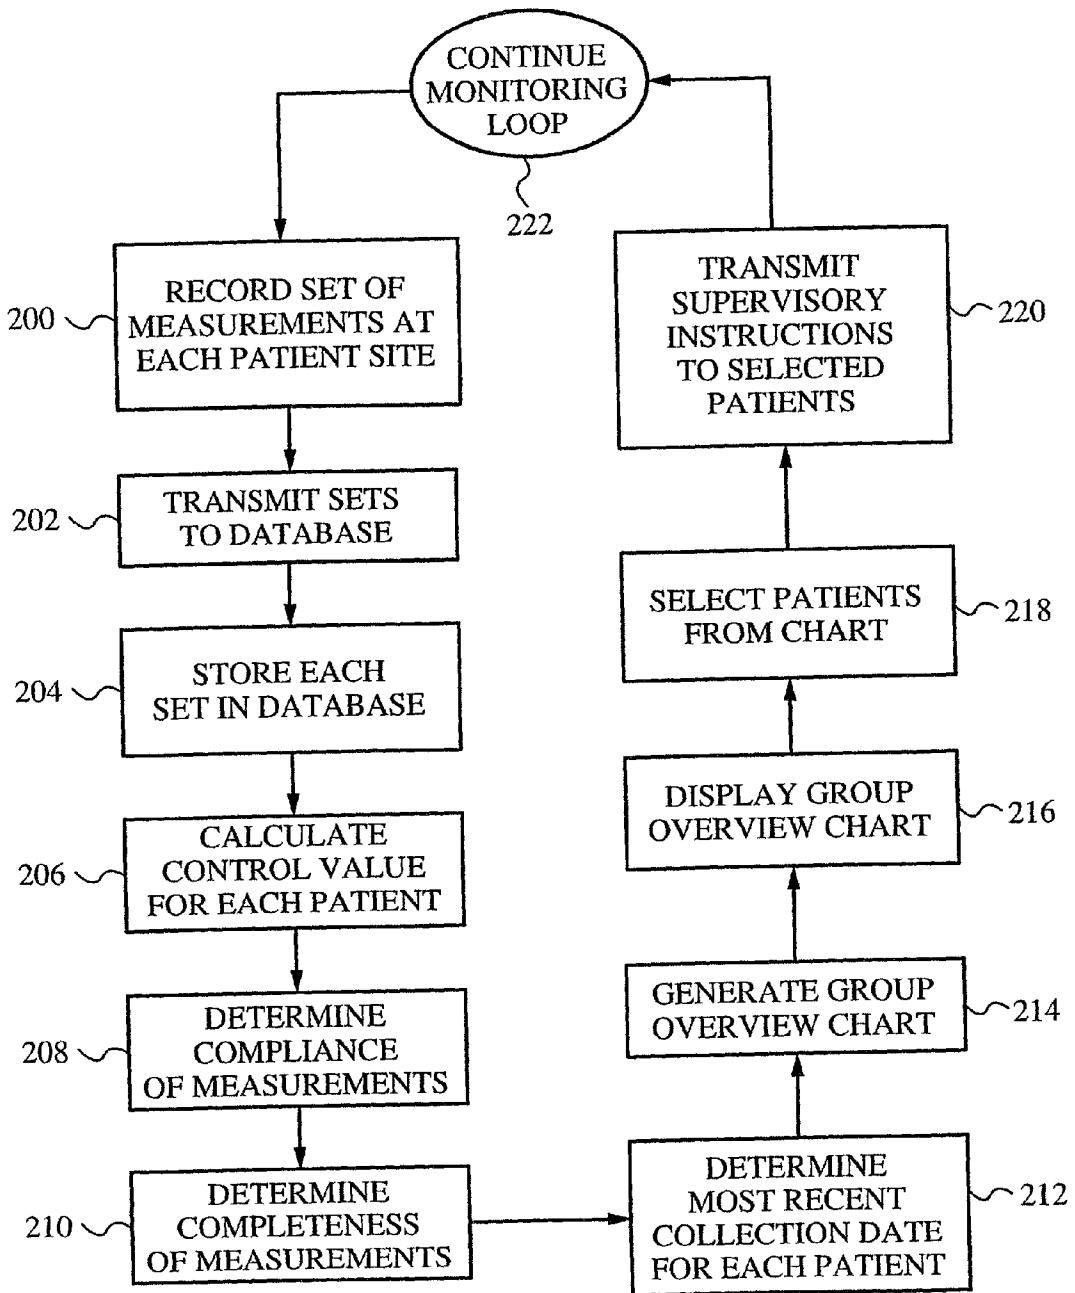 CONTINUE
MONITORING
LOOP
222
200
RECORD SET OF
MEASUREMENTS AT
EACH PATIENT SITE
202
TRANSMIT SETS
TO DATABASE
204
STORE EACH
SET IN DATABASE
206
CALCULATE
CONTROL VALUE
FOR EACH PATIENT
208
DETERMINE
COMPLIANCE
OF MEASUREMENTS
210
DETERMINE
COMPLETENESS
OF MEASUREMENTS
DETERMINE
MOST RECENT
COLLECTION DATE
FOR EACH PATIENT
212
GENERATE GROUP
OVERVIEW CHART
214
DISPLAY GROUP
OVERVIEW CHART
216
SELECT PATIENTS
FROM CHART
218
TRANSMIT
SUPERVISORY
INSTRUCTIONS
TO SELECTED
PATIENTS
220